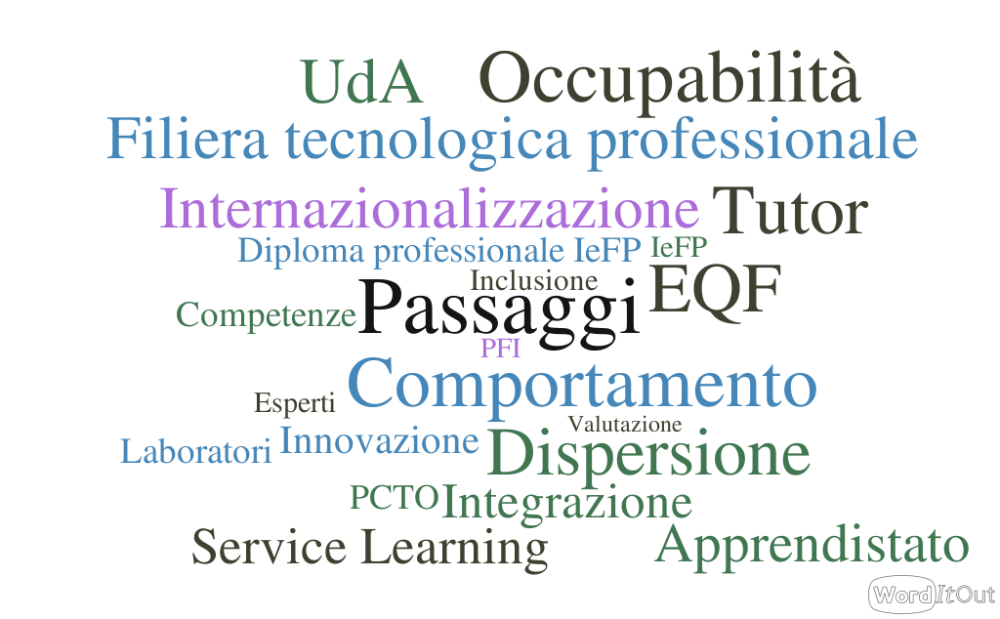 UdA Occupabilità
Filiera tecnologica professionale
Internazionalizzazione Tutor
Diploma professionale IeFP IeFP
Inclusione EQF
Competenze Passaggi
PFI
Comportamento
Esperti
Valutazione
Laboratori Innovazione Dispersione
PCTO Integrazione
Service Learning Apprendistato
WordItOut